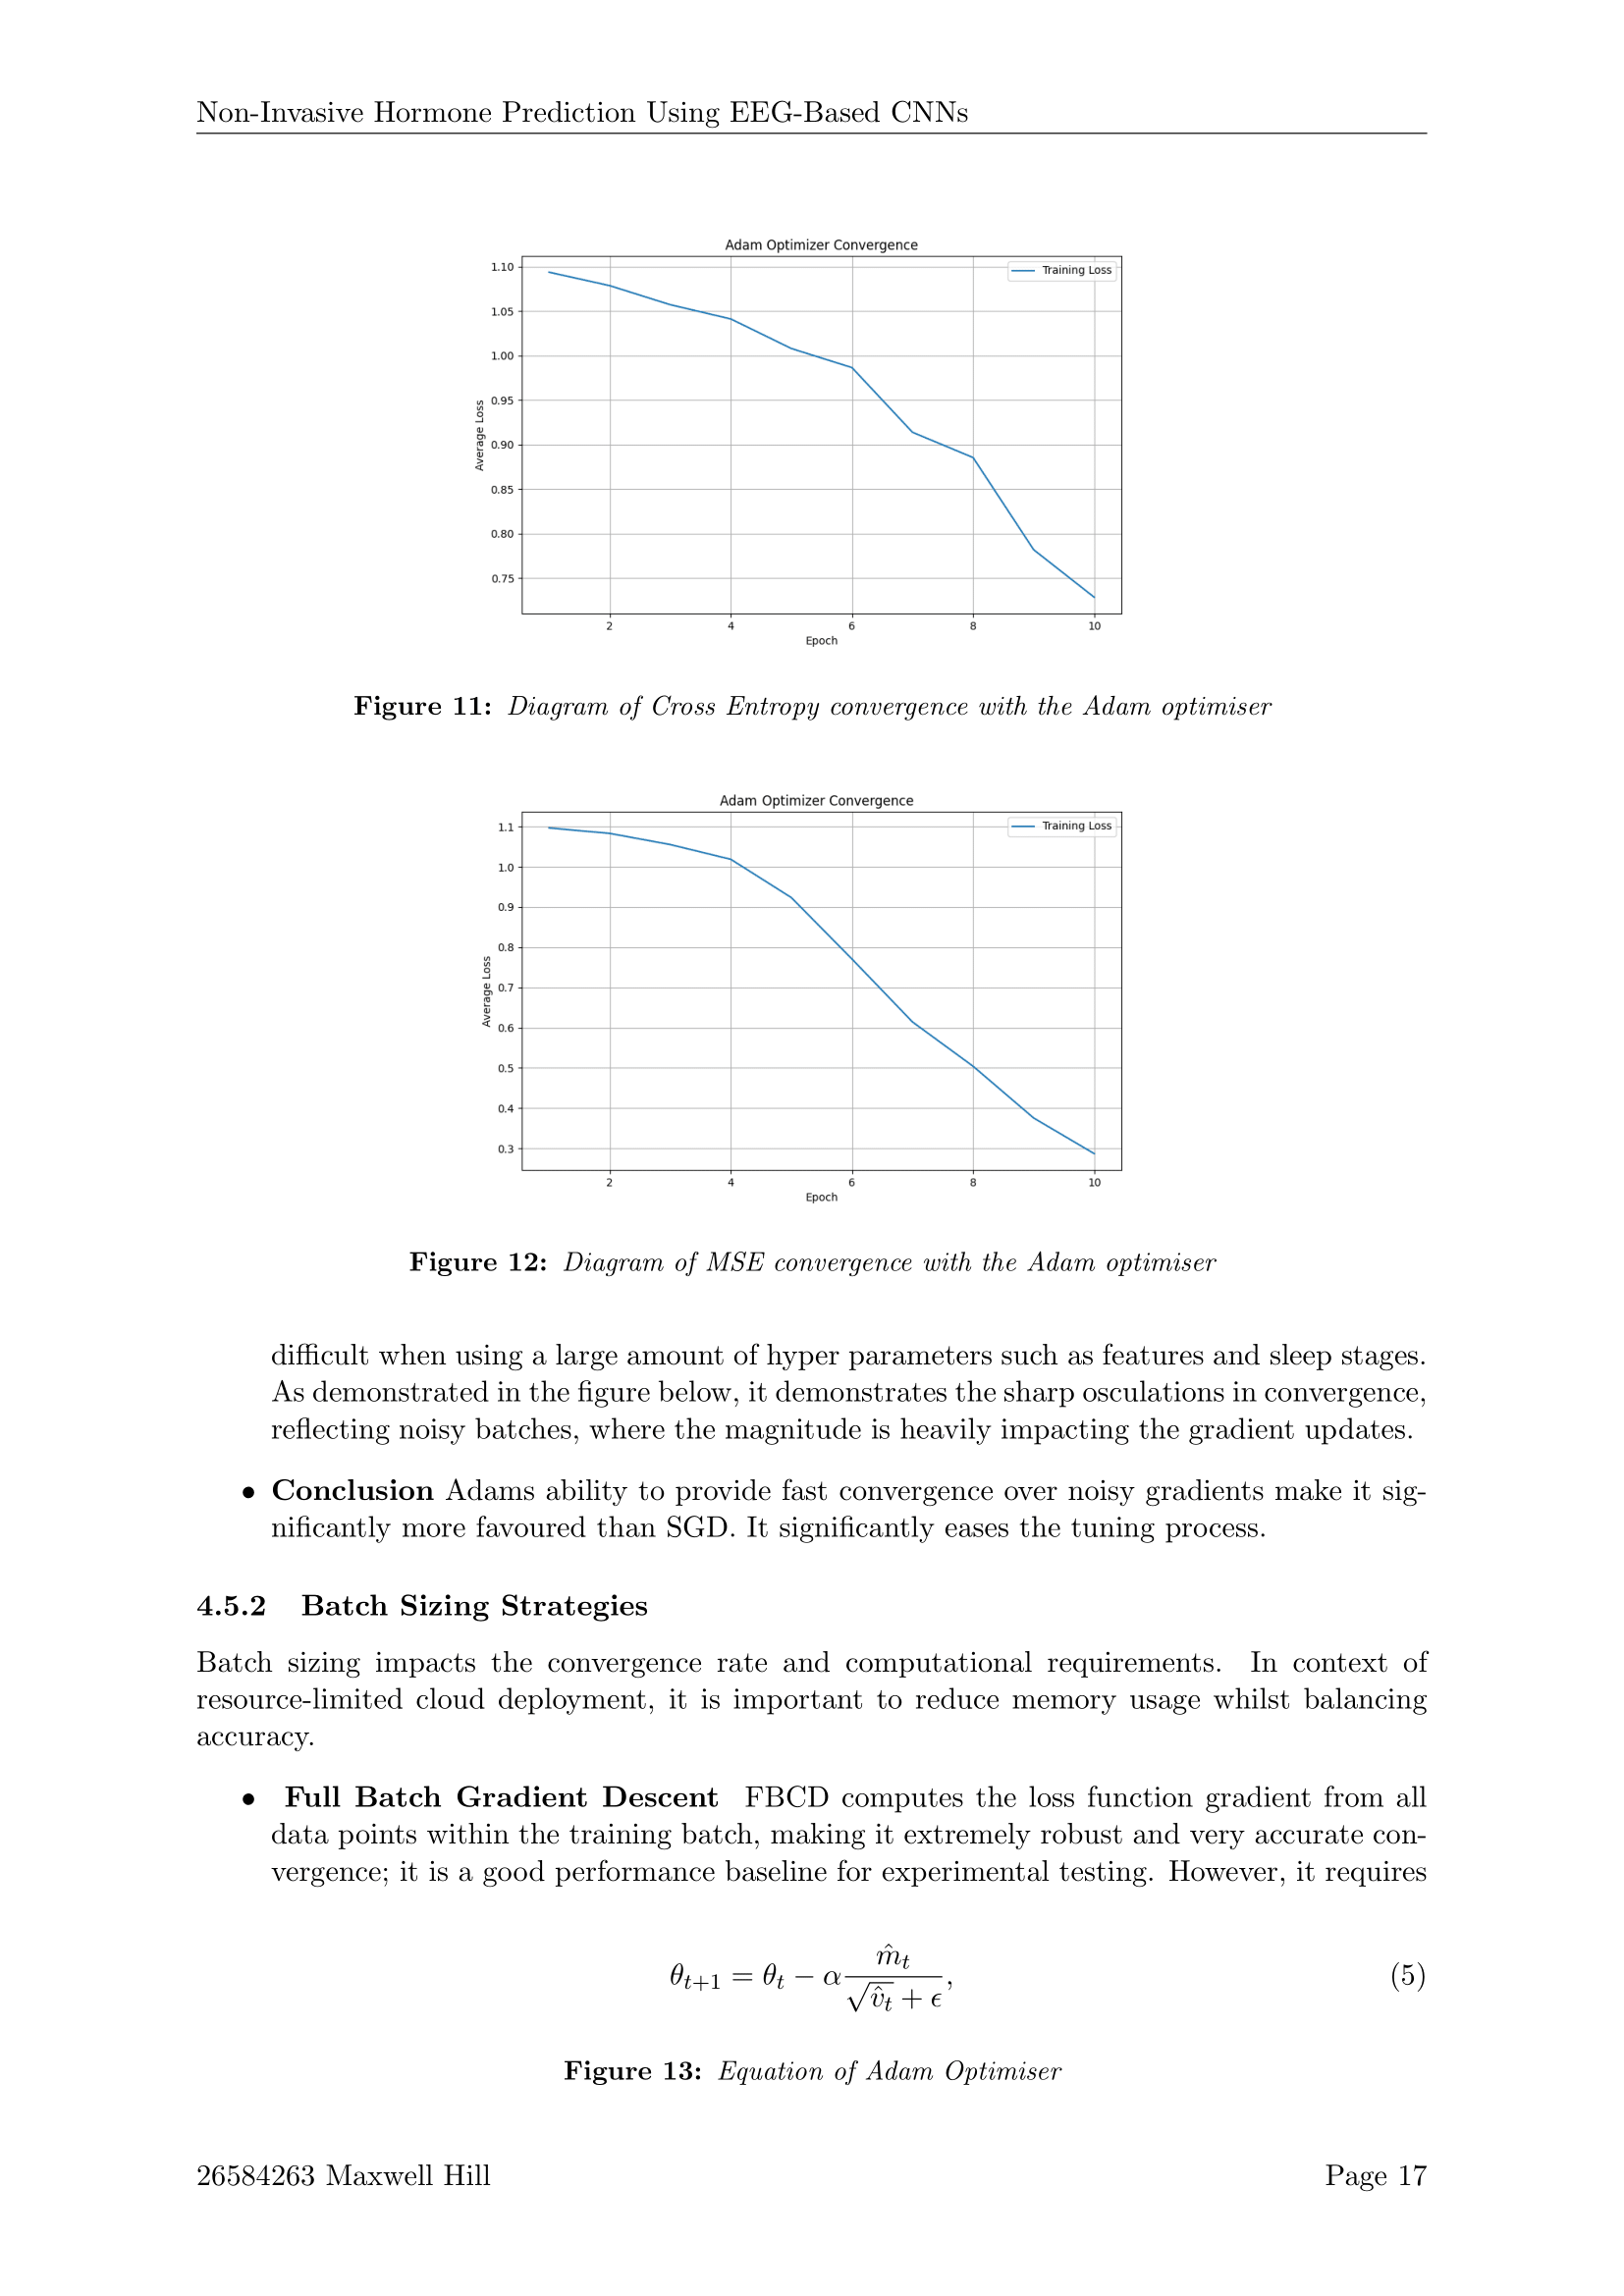 Non-Invasive Hormone Prediction Using EEG-Based CNNs
Adam Optimizer Convergence
Training Loss
1.10
1.05
1.00
0.95
0.90
0.85
0.80
0.75
Average Loss
2 4 6 8 10
Epoch
Figure 11: Diagram of Cross Entropy convergence with the Adam optimiser
Adam Optimizer Convergence
Training Loss
1.1
1.0
0.9
0.8
0.7
0.6
0.5
0.4
0.3
Average Loss
2 4 6 8 10
Epoch
Figure 12: Diagram of MSE convergence with the Adam optimiser
difficult when using a large amount of hyper parameters such as features and sleep stages.
As demonstrated in the figure below, it demonstrates the sharp osculations in convergence,
reflecting noisy batches, where the magnitude is heavily impacting the gradient updates.
• Conclusion Adams ability to provide fast convergence over noisy gradients make it sig-
nificantly more favoured than SGD. It significantly eases the tuning process.
4.5.2 Batch Sizing Strategies
Batch sizing impacts the convergence rate and computational requirements. In context of
resource-limited cloud deployment, it is important to reduce memory usage whilst balancing
accuracy.
• Full Batch Gradient Descent FBCD computes the loss function gradient from all
data points within the training batch, making it extremely robust and very accurate con-
vergence; it is a good performance baseline for experimental testing. However, it requires
θ_{t+1} = θ_t − α m̂_t / (√v̂_t + ϵ), (5)
Figure 13: Equation of Adam Optimiser
26584263 Maxwell Hill Page 17